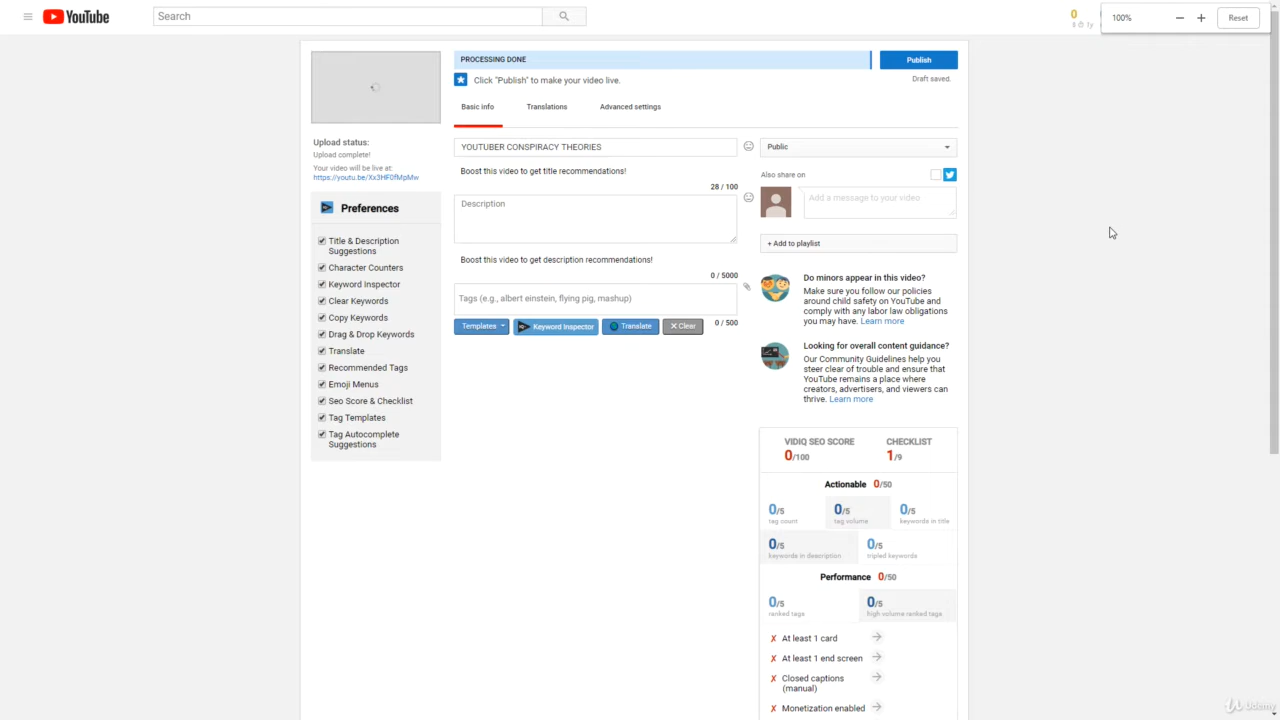 YouTube
Search
0
100%
Reset
PROCESSING DONE
Publish
Click "Publish" to make your video live.
Draft saved.
Basic info
Translations
Advanced settings
Upload status:
Upload complete!
Your video will be live at:
https://youtu.be/Xx3HF0fMpMw
YOUTUBER CONSPIRACY THEORIES
Boost this video to get title recommendations!
28 / 100
Public
Also share on
Add a message to your video
Preferences
Title & Description
Suggestions
Character Counters
Keyword Inspector
Clear Keywords
Copy Keywords
Drag & Drop Keywords
Translate
Recommended Tags
Emoji Menus
Seo Score & Checklist
Tag Templates
Tag Autocomplete
Suggestions
Description
Boost this video to get description recommendations!
0 / 5000
Tags (e.g., albert einstein, flying pig, mashup)
Templates
Keyword Inspector
Translate
Clear
0 / 500
+ Add to playlist
Do minors appear in this video?
Make sure you follow our policies
around child safety on YouTube and
comply with any labor law obligations
you may have. Learn more
Looking for overall content guidance?
Our Community Guidelines help you
steer clear of trouble and ensure that
YouTube remains a place where
creators, advertisers, and viewers can
thrive. Learn more
VIDIQ SEO SCORE
0/100
CHECKLIST
1/9
Actionable 0/50
0/5
tag count
0/5
tag volume
0/5
keywords in title
0/5
keywords in description
0/5
tripled keywords
Performance 0/50
0/5
ranked tags
0/5
high volume ranked tags
At least 1 card
At least 1 end screen
Closed captions
(manual)
Monetization enabled
Udemy